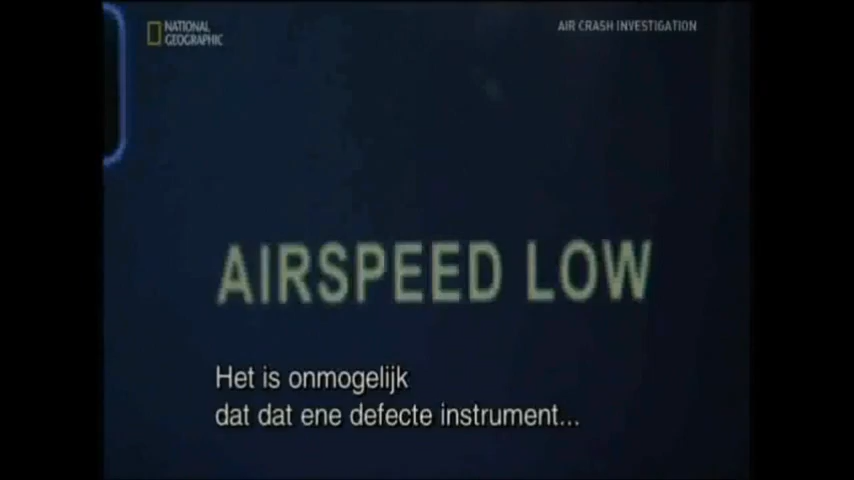 NATIONAL
GEOGRAPHIC
AIR CRASH INVESTIGATION
AIRSPEED LOW
Het is onmogelijk
dat dat ene defecte instrument...